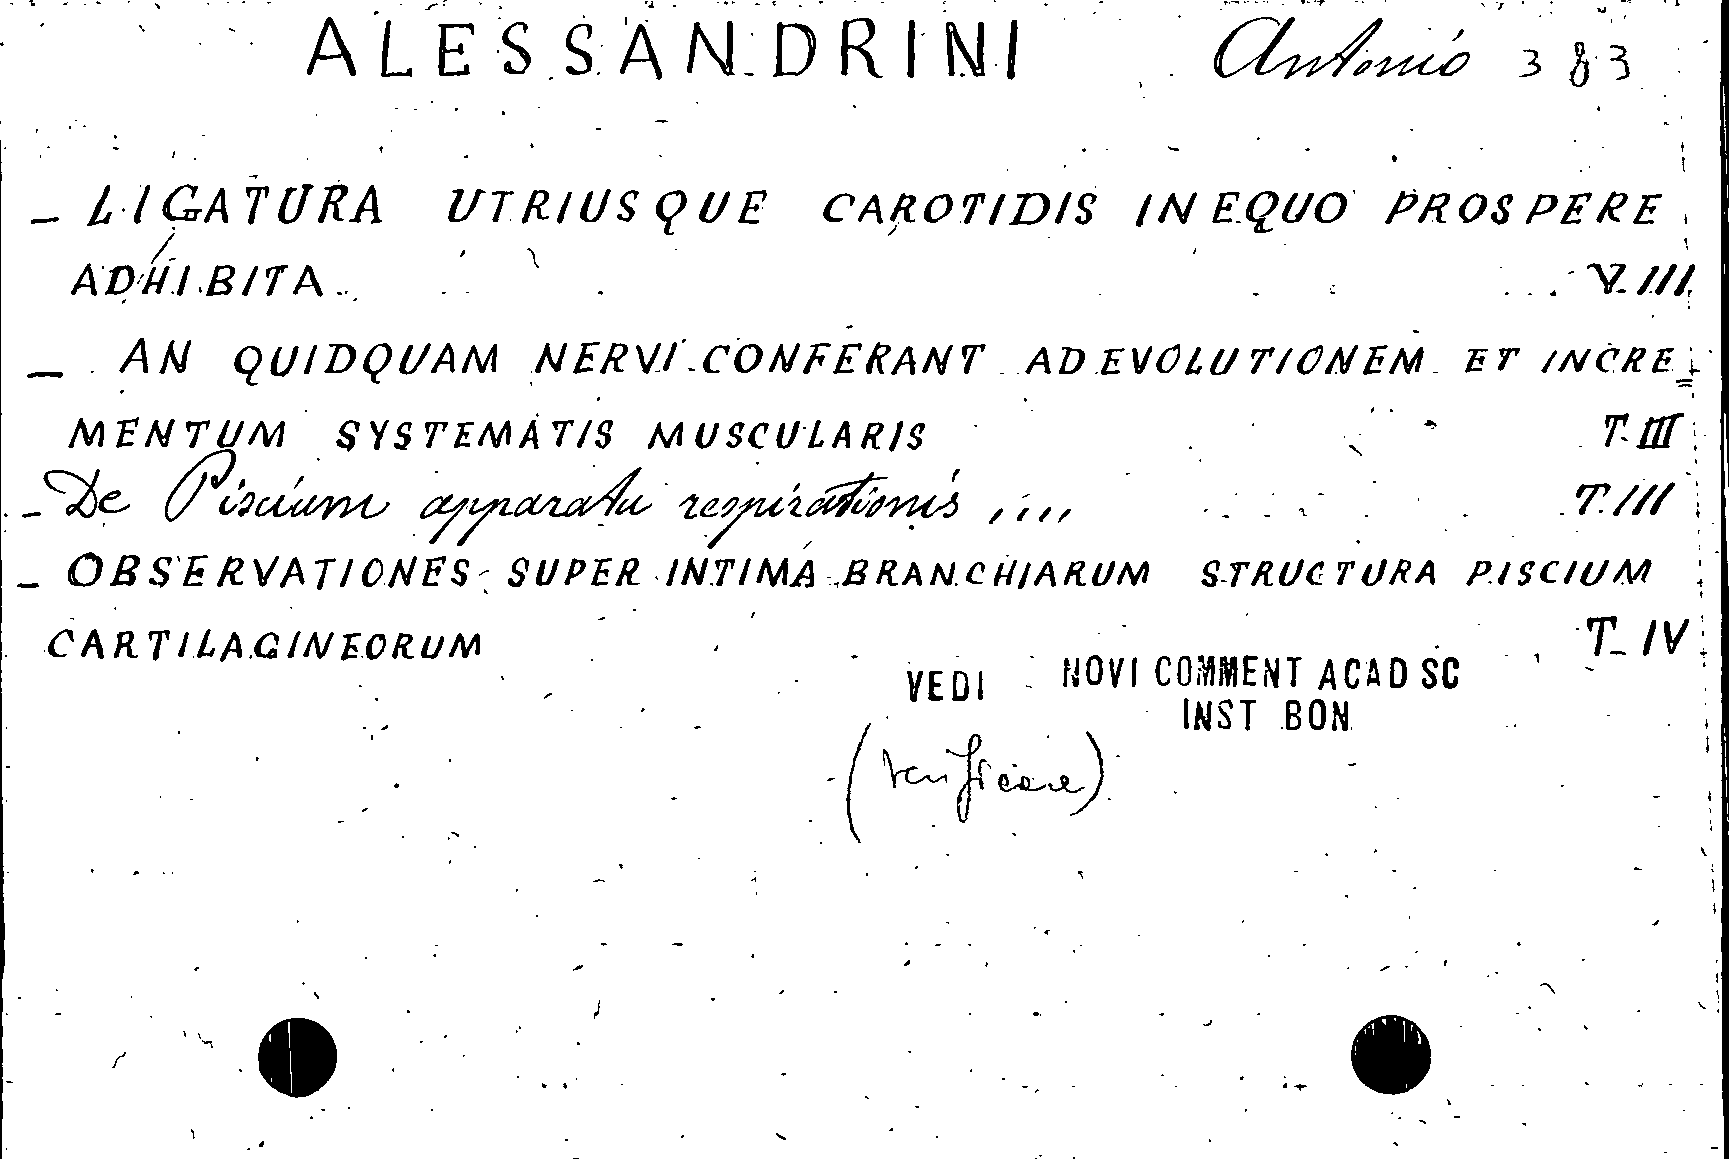 ALESSANDRINI Antonio 383
- LIGATURA UTRIUSQUE CAROTIDIS IN EQUO PROSPERE
ADHIBITA V.III
- AN QUIDQUAM NERVI CONFERANT AD EVOLUTIONEM ET INCRE=
MENTUM SYSTEMATIS MUSCULARIS T. III
- De Piscium apparatu respirationis ,,,, T. III
- OBSERVATIONES SUPER INTIMA BRANCHIARUM STRUCTURA PISCIUM
CARTILAGINEORUM T_ IV
VEDI NOVI COMMENT ACAD SC
INST BON
(verificare)